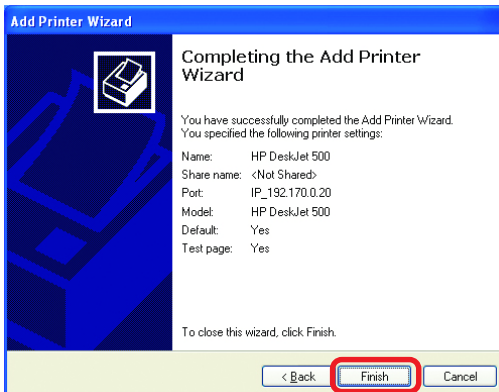 Add Printer Wizard
Completing the Add Printer
Wizard
You have successfully completed the Add Printer Wizard.
You specified the following printer settings:
Name: HP DeskJet 500
Share name: <Not Shared>
Port: IP_192.170.0.20
Model: HP DeskJet 500
Default: Yes
Test page: Yes
To close this wizard, click Finish.
< Back Finish Cancel